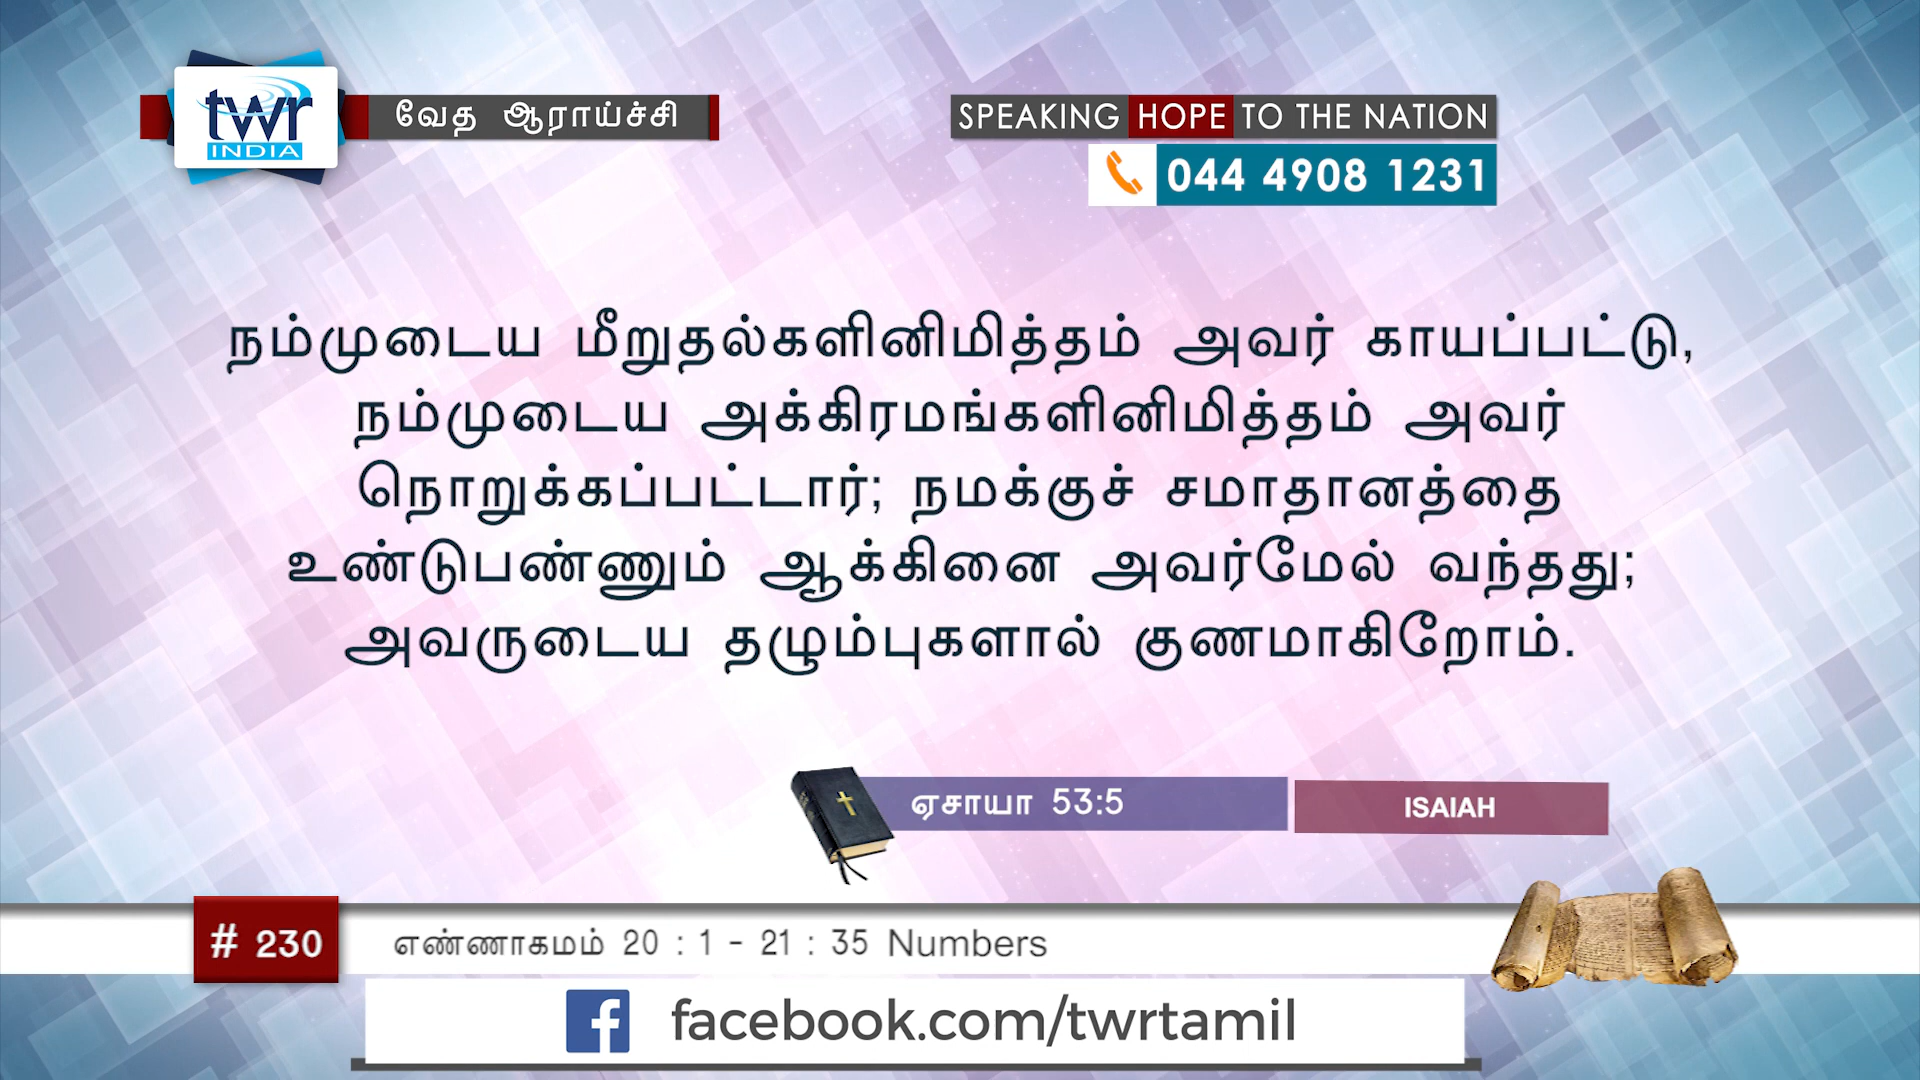 twr
INDIA
வேத ஆராய்ச்சி
SPEAKING HOPE TO THE NATION
044 4908 1231
நம்முடைய மீறுதல்களினிமித்தம் அவர் காயப்பட்டு,
நம்முடைய அக்கிரமங்களினிமித்தம் அவர்
நொறுக்கப்பட்டார்; நமக்குச் சமாதானத்தை
உண்டுபண்ணும் ஆக்கினை அவர்மேல் வந்தது;
அவருடைய தழும்புகளால் குணமாகிறோம்.
ஏசாயா 53:5
ISAIAH
# 230
எண்ணாகமம் 20 : 1 - 21 : 35 Numbers
facebook.com/twrtamil